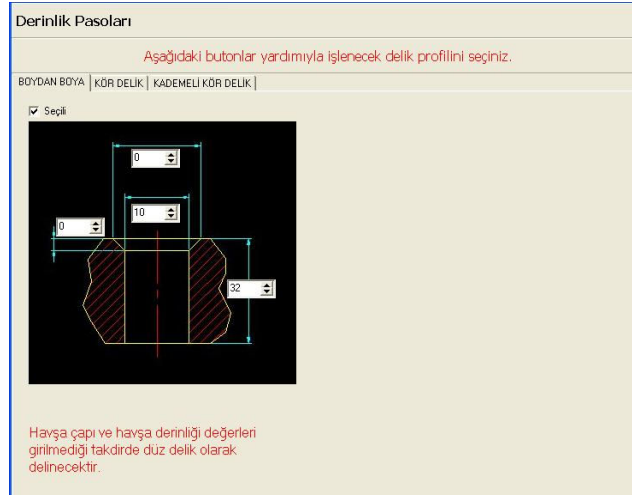 Derinlik Pasoları
Aşağıdaki butonlar yardımıyla işlenecek delik profilini seçiniz.
BOYDAN BOYA KÖR DELİK KADEMELİ KÖR DELİK
Seçili
0
10
0
32
Havşa çapı ve havşa derinliği değerleri
girilmediği takdirde düz delik olarak
delinecektir.